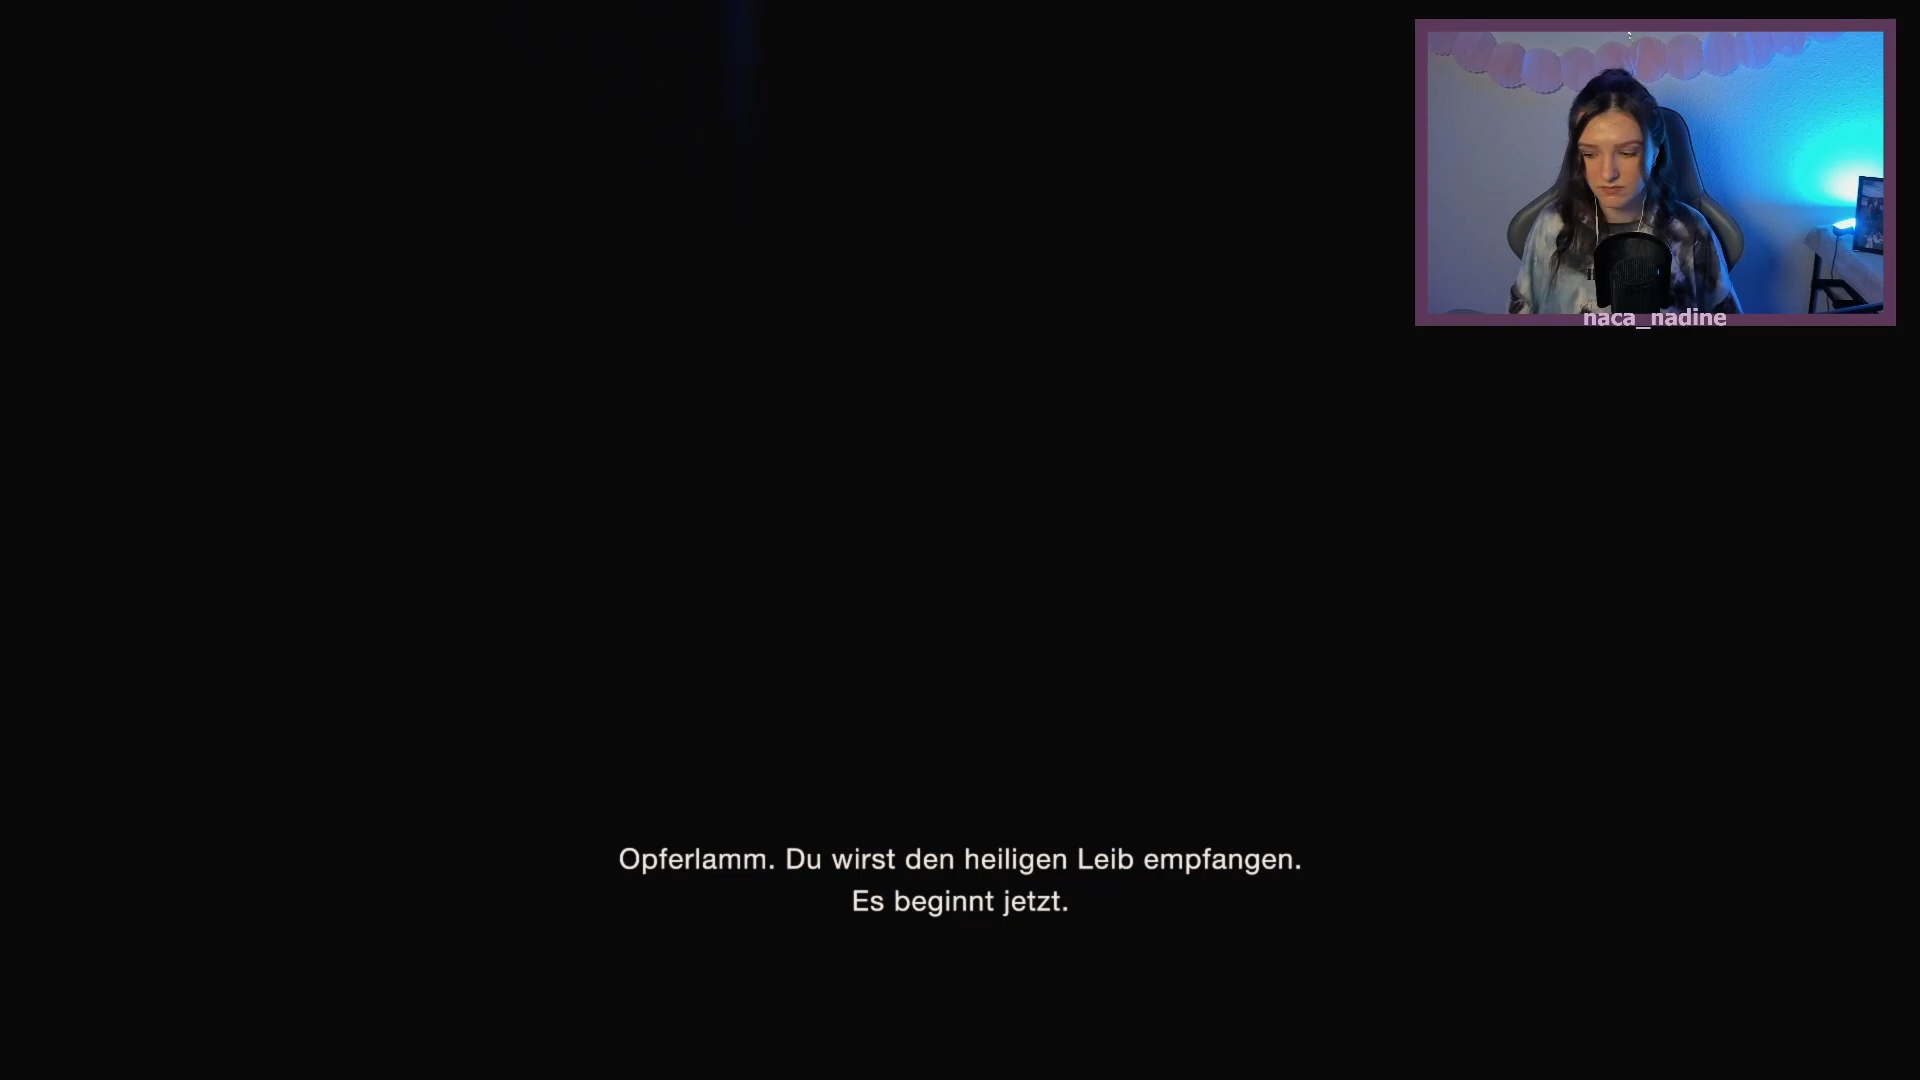 naca_nadine
Opferlamm. Du wirst den heiligen Leib empfangen.
Es beginnt jetzt.